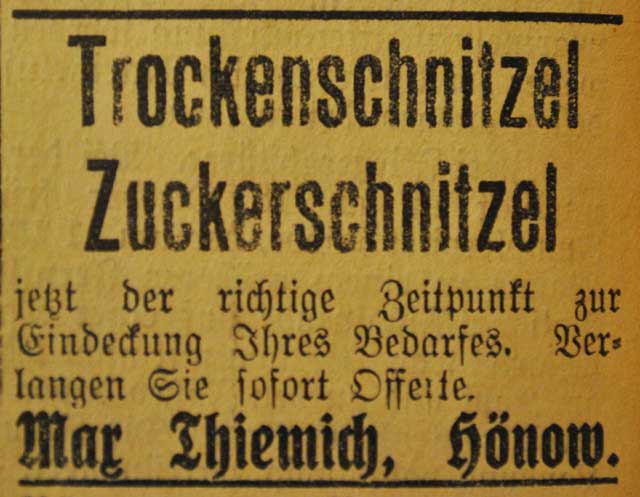 Trockenschnitzel
Zuckerschnitzel
jetzt der richtige Zeitpunkt zur
Eindeckung Ihres Bedarfes. Ver-
langen Sie sofort Offerte.
Max Thiemich, Hönow.